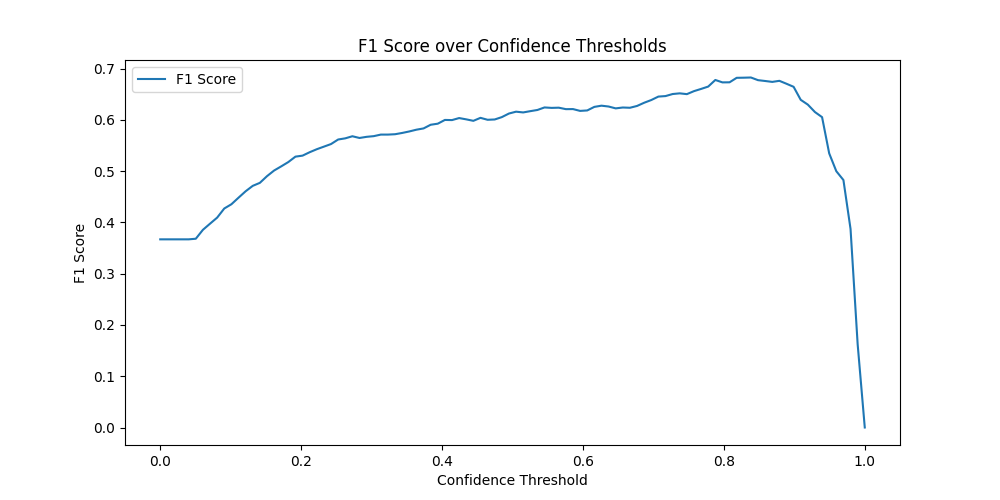 F1 Score over Confidence Thresholds
F1 Score
0.7
0.6
0.5
0.4
0.3
0.2
0.1
0.0
F1 Score
0.0 0.2 0.4 0.6 0.8 1.0
Confidence Threshold